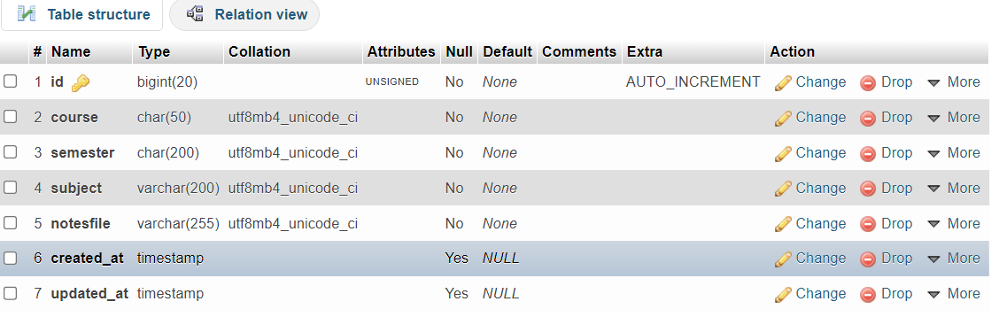 Table structure Relation view
# Name Type Collation Attributes Null Default Comments Extra Action
1 id bigint(20) UNSIGNED No None AUTO_INCREMENT Change Drop More
2 course char(50) utf8mb4_unicode_ci No None Change Drop More
3 semester char(200) utf8mb4_unicode_ci No None Change Drop More
4 subject varchar(200) utf8mb4_unicode_ci No None Change Drop More
5 notesfile varchar(255) utf8mb4_unicode_ci No None Change Drop More
6 created_at timestamp Yes NULL Change Drop More
7 updated_at timestamp Yes NULL Change Drop More